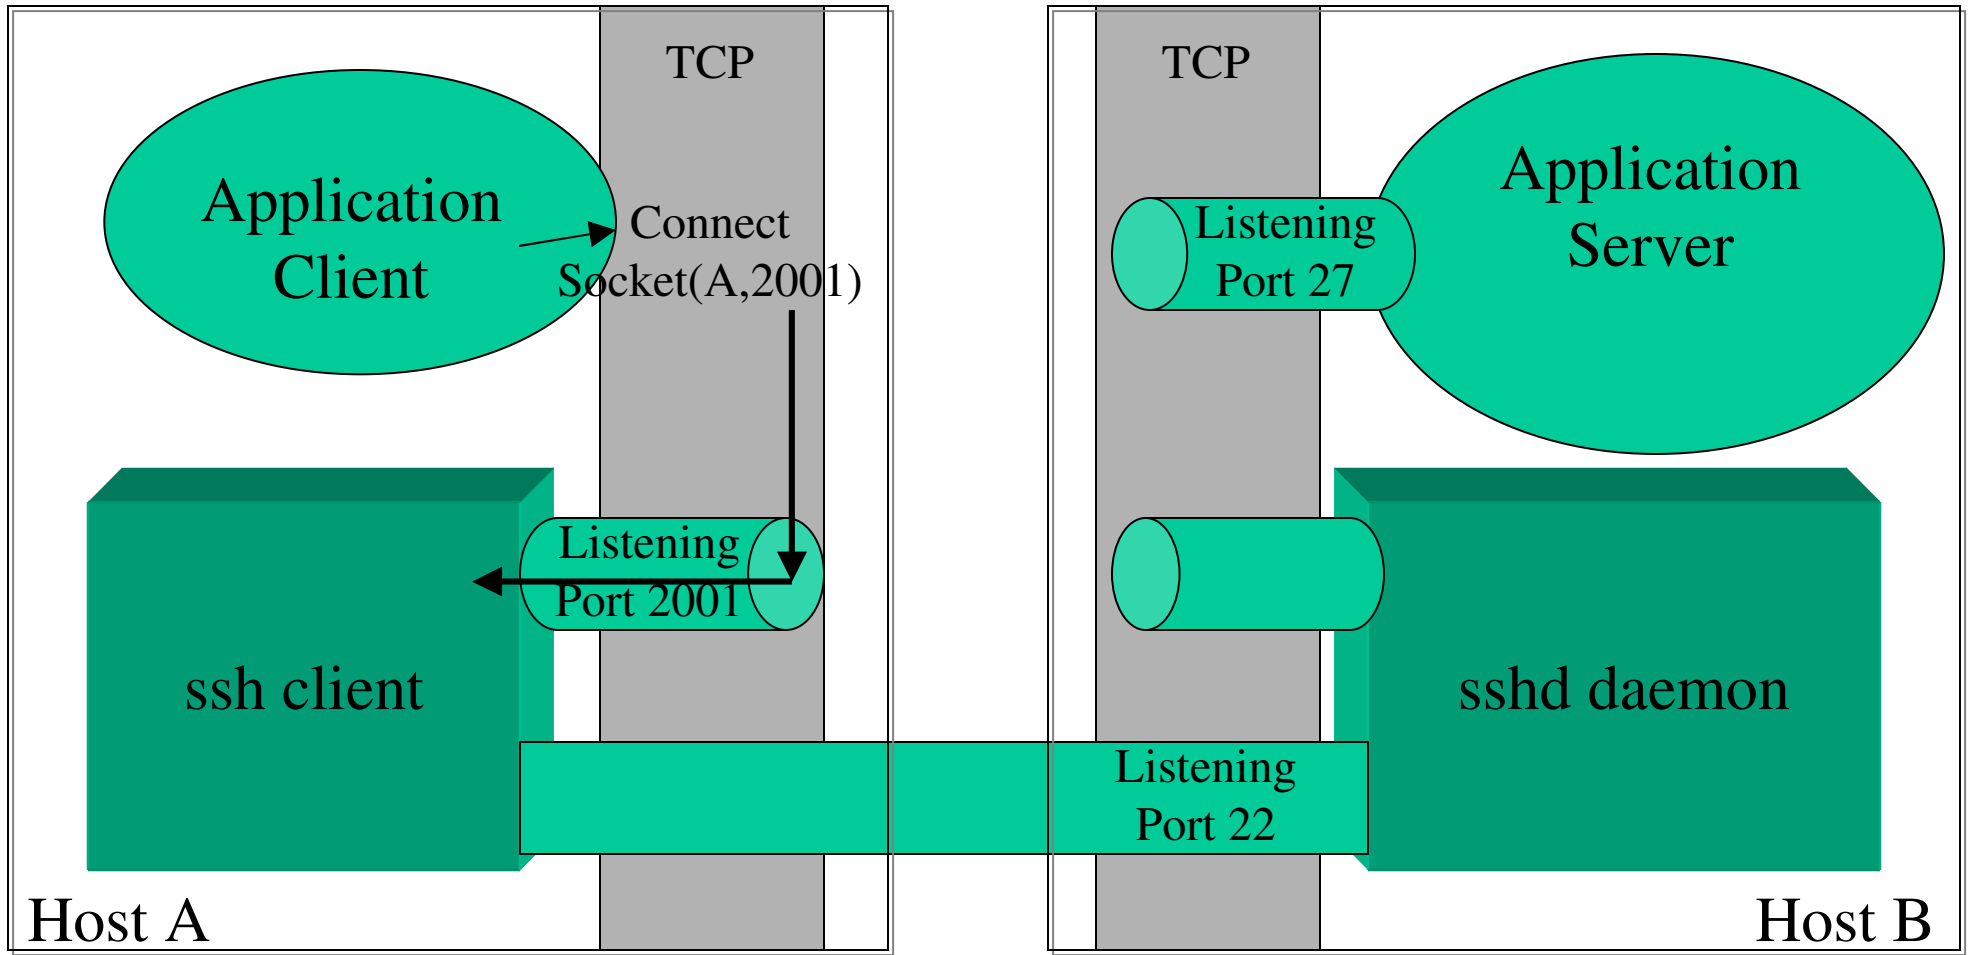 TCP
Application
Client
Connect
Socket(A,2001)
Listening
Port 2001
ssh client
Host A
TCP
Listening
Port 27
Application
Server
sshd daemon
Listening
Port 22
Host B